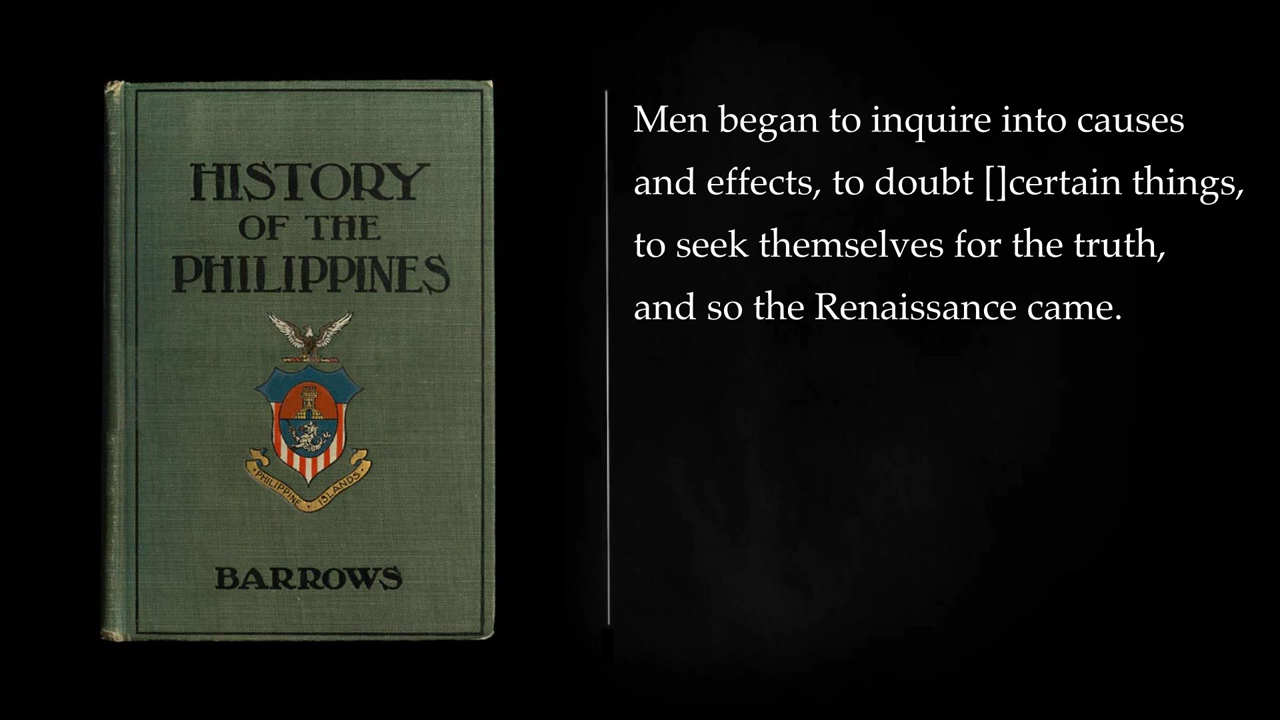 HISTORY
OF THE
PHILIPPINES
PHILIPPINE ISLANDS
BARROWS
Men began to inquire into causes
and effects, to doubt []certain things,
to seek themselves for the truth,
and so the Renaissance came.